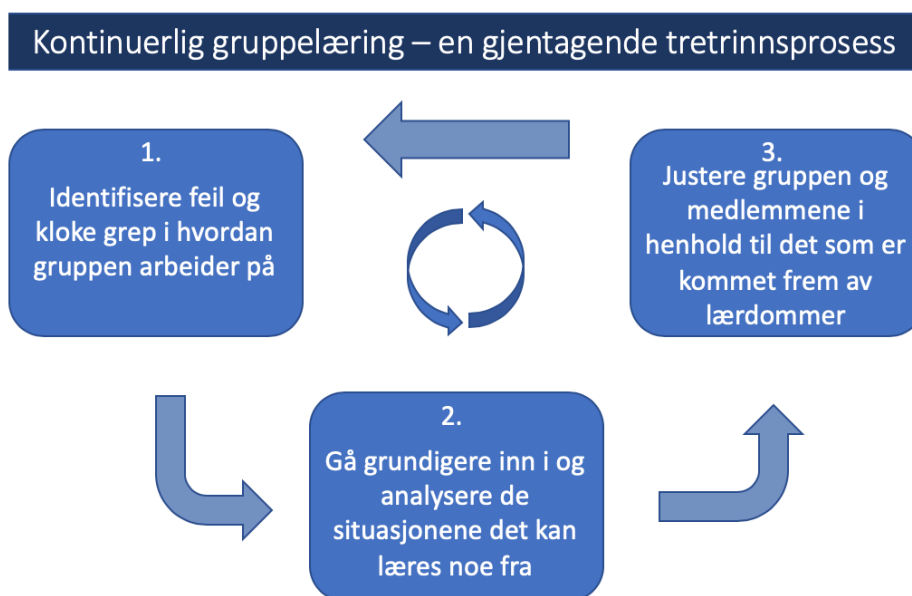 Kontinuerlig gruppelæring – en gjentagende tretrinnsprosess
1.
Identifisere feil og
kloke grep i hvordan
gruppen arbeider på
3.
Justere gruppen og
medlemmene i
henhold til det som er
kommet frem av
lærdommer
2.
Gå grundigere inn i og
analysere de
situasjonene det kan
læres noe fra